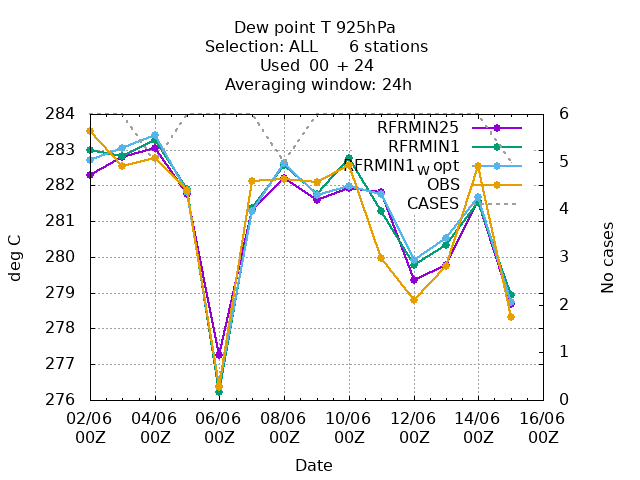 Dew point T 925hPa
Selection: ALL 6 stations
Used 00 + 24
Averaging window: 24h
284 6
RFRMIN25
283 RFRMIN1 5
RFRMIN1w opt
282 OBS
281 CASES 4
280 3
279 2
278
277 1
276 0
deg C
No cases
02/06 04/06 06/06 08/06 10/06 12/06 14/06 16/06
00Z 00Z 00Z 00Z 00Z 00Z 00Z 00Z
Date